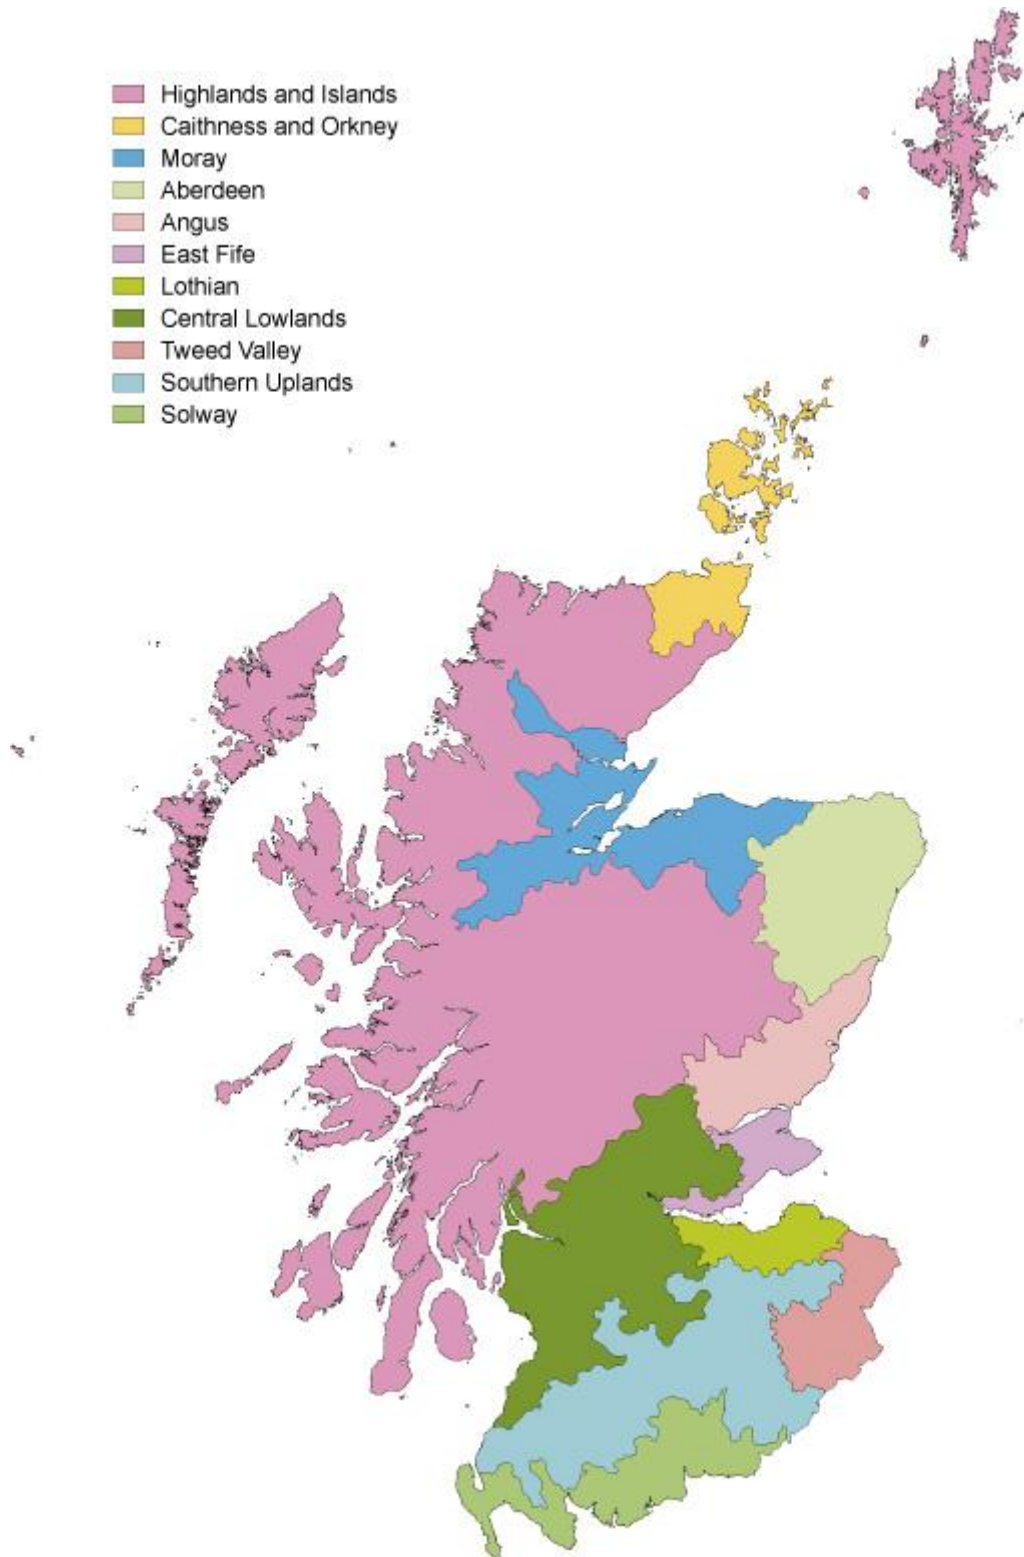 Highlands and Islands
Caithness and Orkney
Moray
Aberdeen
Angus
East Fife
Lothian
Central Lowlands
Tweed Valley
Southern Uplands
Solway